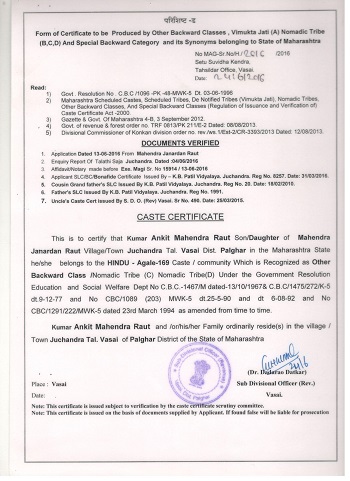 परिशिष्ट -ड
Form of Certificate to be Produced by Other Backward Classes , Vimukta Jati (A) Nomadic Tribe
(B,C,D) And Special Backward Category and its Synonyms belonging to State of Maharashtra
No MAG-Sr.No/H/ /2016
Setu Suvidha Kendra,
Tahsildar Office, Vasai.
Date:
Read:
1) Govt. Resolution No . C.B.C /1096 -PK -46-MWK-5 Dt. 03-06-1996
2) Maharashtra Scheduled Castes, Scheduled Tribes, De Notified Tribes (Vimukta Jati), Nomadic Tribes,
Other Backward Classes, And Special Backward Classes (Regulation of Issuance and Verification of)
Caste Certificate Act -2000.
3) Gazette & Govt. Of Maharashtra 4-B, 3 September 2012.
4) Govt. of revenue & forest order no. TRF 0813/PK 211/E-2 Dated 08/08/2013.
5) Divisional Commissioner of Konkan division order no. rev./ws.1/Est-2/CR-3393/2013 Dated 12/08/2013.
DOCUMENTS VERIFIED
1. Application Dated 13-06-2016 From Mahendra Janardan Raut
2. Enquiry Report Of Talathi Saja Juchandra. Dated :04/06/2016
3. Affidavit/Notary made before Exe. Magi Sr. No 19914 / 13-06-2016
4. Applicant SLC/BC/Bonafide Certificate Issued By – K.B. Patil Vidyalaya. Juchandra. Reg No. 8257. Date: 31/03/2016.
5. Cousin Grand father's SLC Issued By K.B. Patil Vidyalaya. Juchandra. Reg No. 20. Date: 18/02/2010.
6. Father's SLC Issued By K.B. Patil Vidyalaya. Juchandra. Reg No. 1991.
7. Uncle's Caste Cert Issued By S. D. O. (Rev) Vasai. Sr No. 490. Date: 25/03/2015.
CASTE CERTIFICATE
This is to certify that Kumar Ankit Mahendra Raut Son/Daughter of Mahendra
Janardan Raut Village/Town Juchandra Tal. Vasai Dist. Palghar in the Maharashtra State
he/she belongs to the HINDU - Agale-169 Caste / community Which is Recognized as Other
Backward Class /Nomadic Tribe (C) Nomadic Tribe(D) Under the Government Resolution
Education and Social Welfare Dept No C.B.C.-1467/M dated-13/10/1967& C.B.C/1475/272/K-5
dt.9-12-77 and No CBC/1089 (203) MWK-5 dt.25-5-90 and dt 6-08-92 and No
CBC/1291/222/MWK-5 dated 23rd March 1994 as amended from time to time.
Kumar Ankit Mahendra Raut and /or/his/her Family ordinarily reside(s) in the village /
Town Juchandra Tal. Vasai of Palghar District of the State of Maharashtra
(Dr. Dadarao Datkar)
Place : Vasai Sub Divisional Officer (Rev.)
Date: Vasai.
Note: This certificate is issued subject to verification by the caste certificate scrutiny committee.
Note: This certificate is issued on the basis of documents supplied by Applicant. If found false will be liable for prosecution